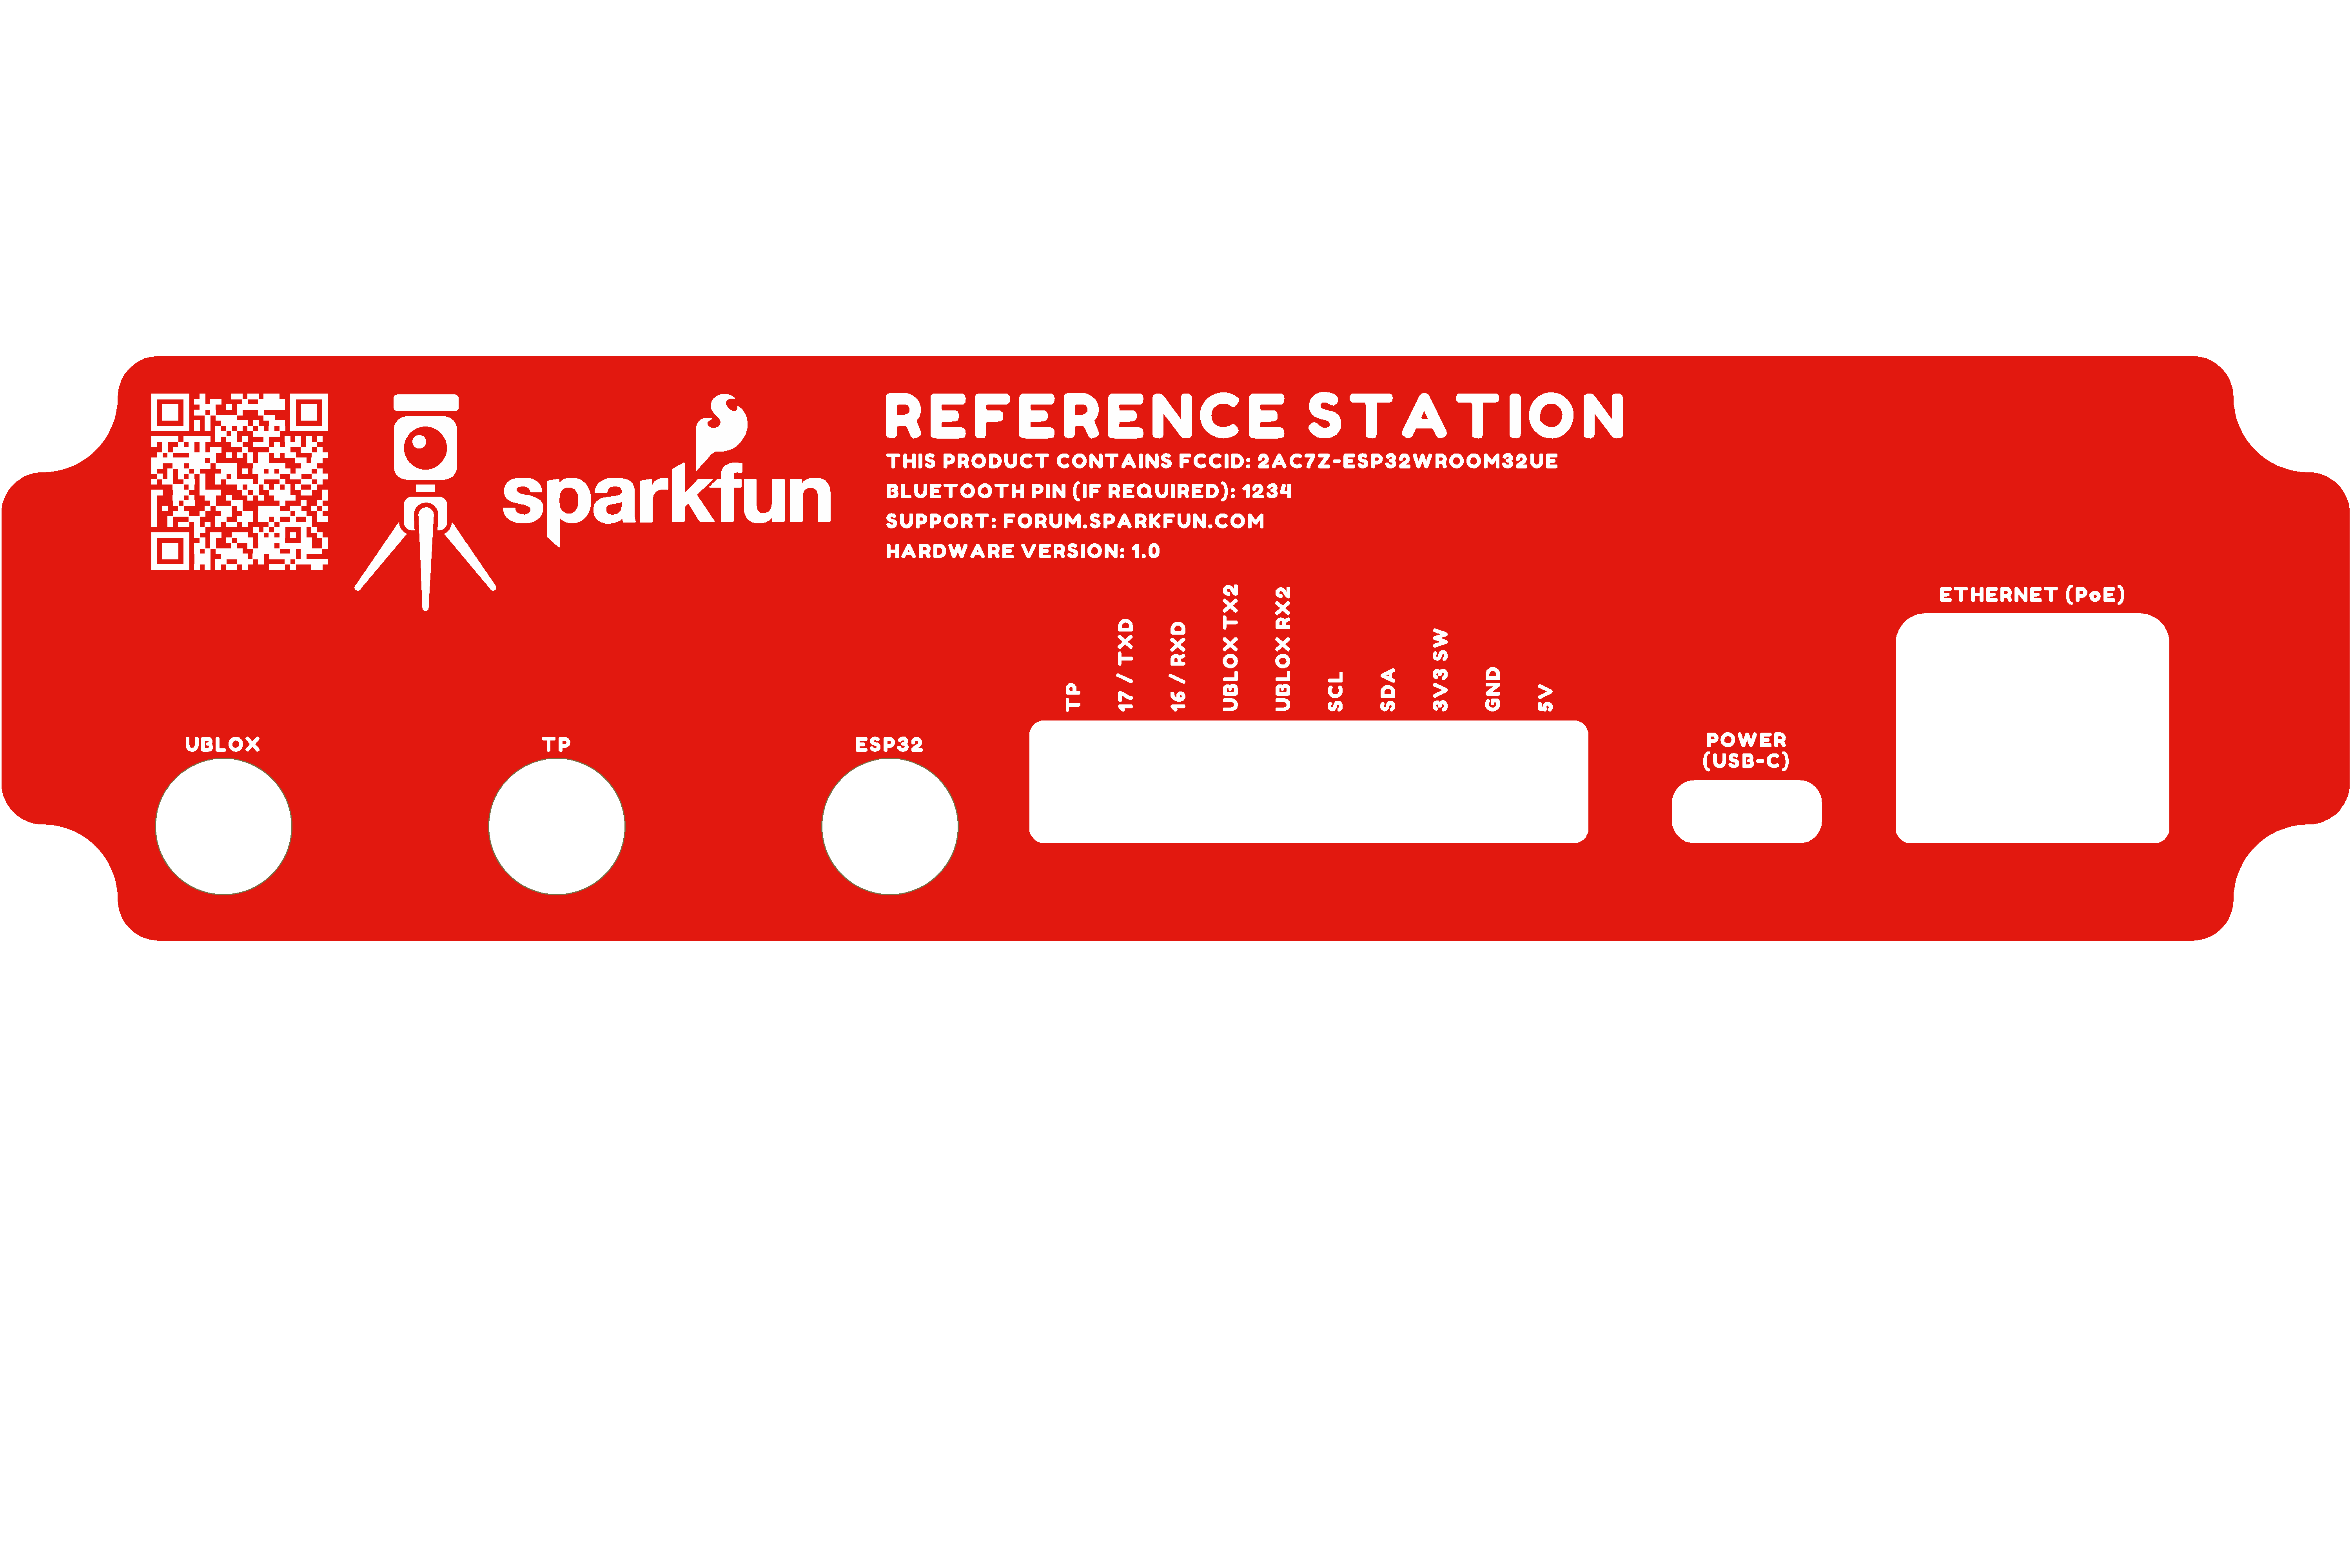 sparkfun
REFERENCE STATION
THIS PRODUCT CONTAINS FCCID: 2AC7Z-ESP32WROOM32UE
BLUETOOTH PIN (IF REQUIRED): 1234
SUPPORT: FORUM.SPARKFUN.COM
HARDWARE VERSION: 1.0
TP
17 / TXD
16 / RXD
UBLOX TX2
UBLOX RX2
SCL
SDA
3V3 SW
GND
5V
ETHERNET (PoE)
UBLOX
TP
ESP32
POWER
(USB-C)